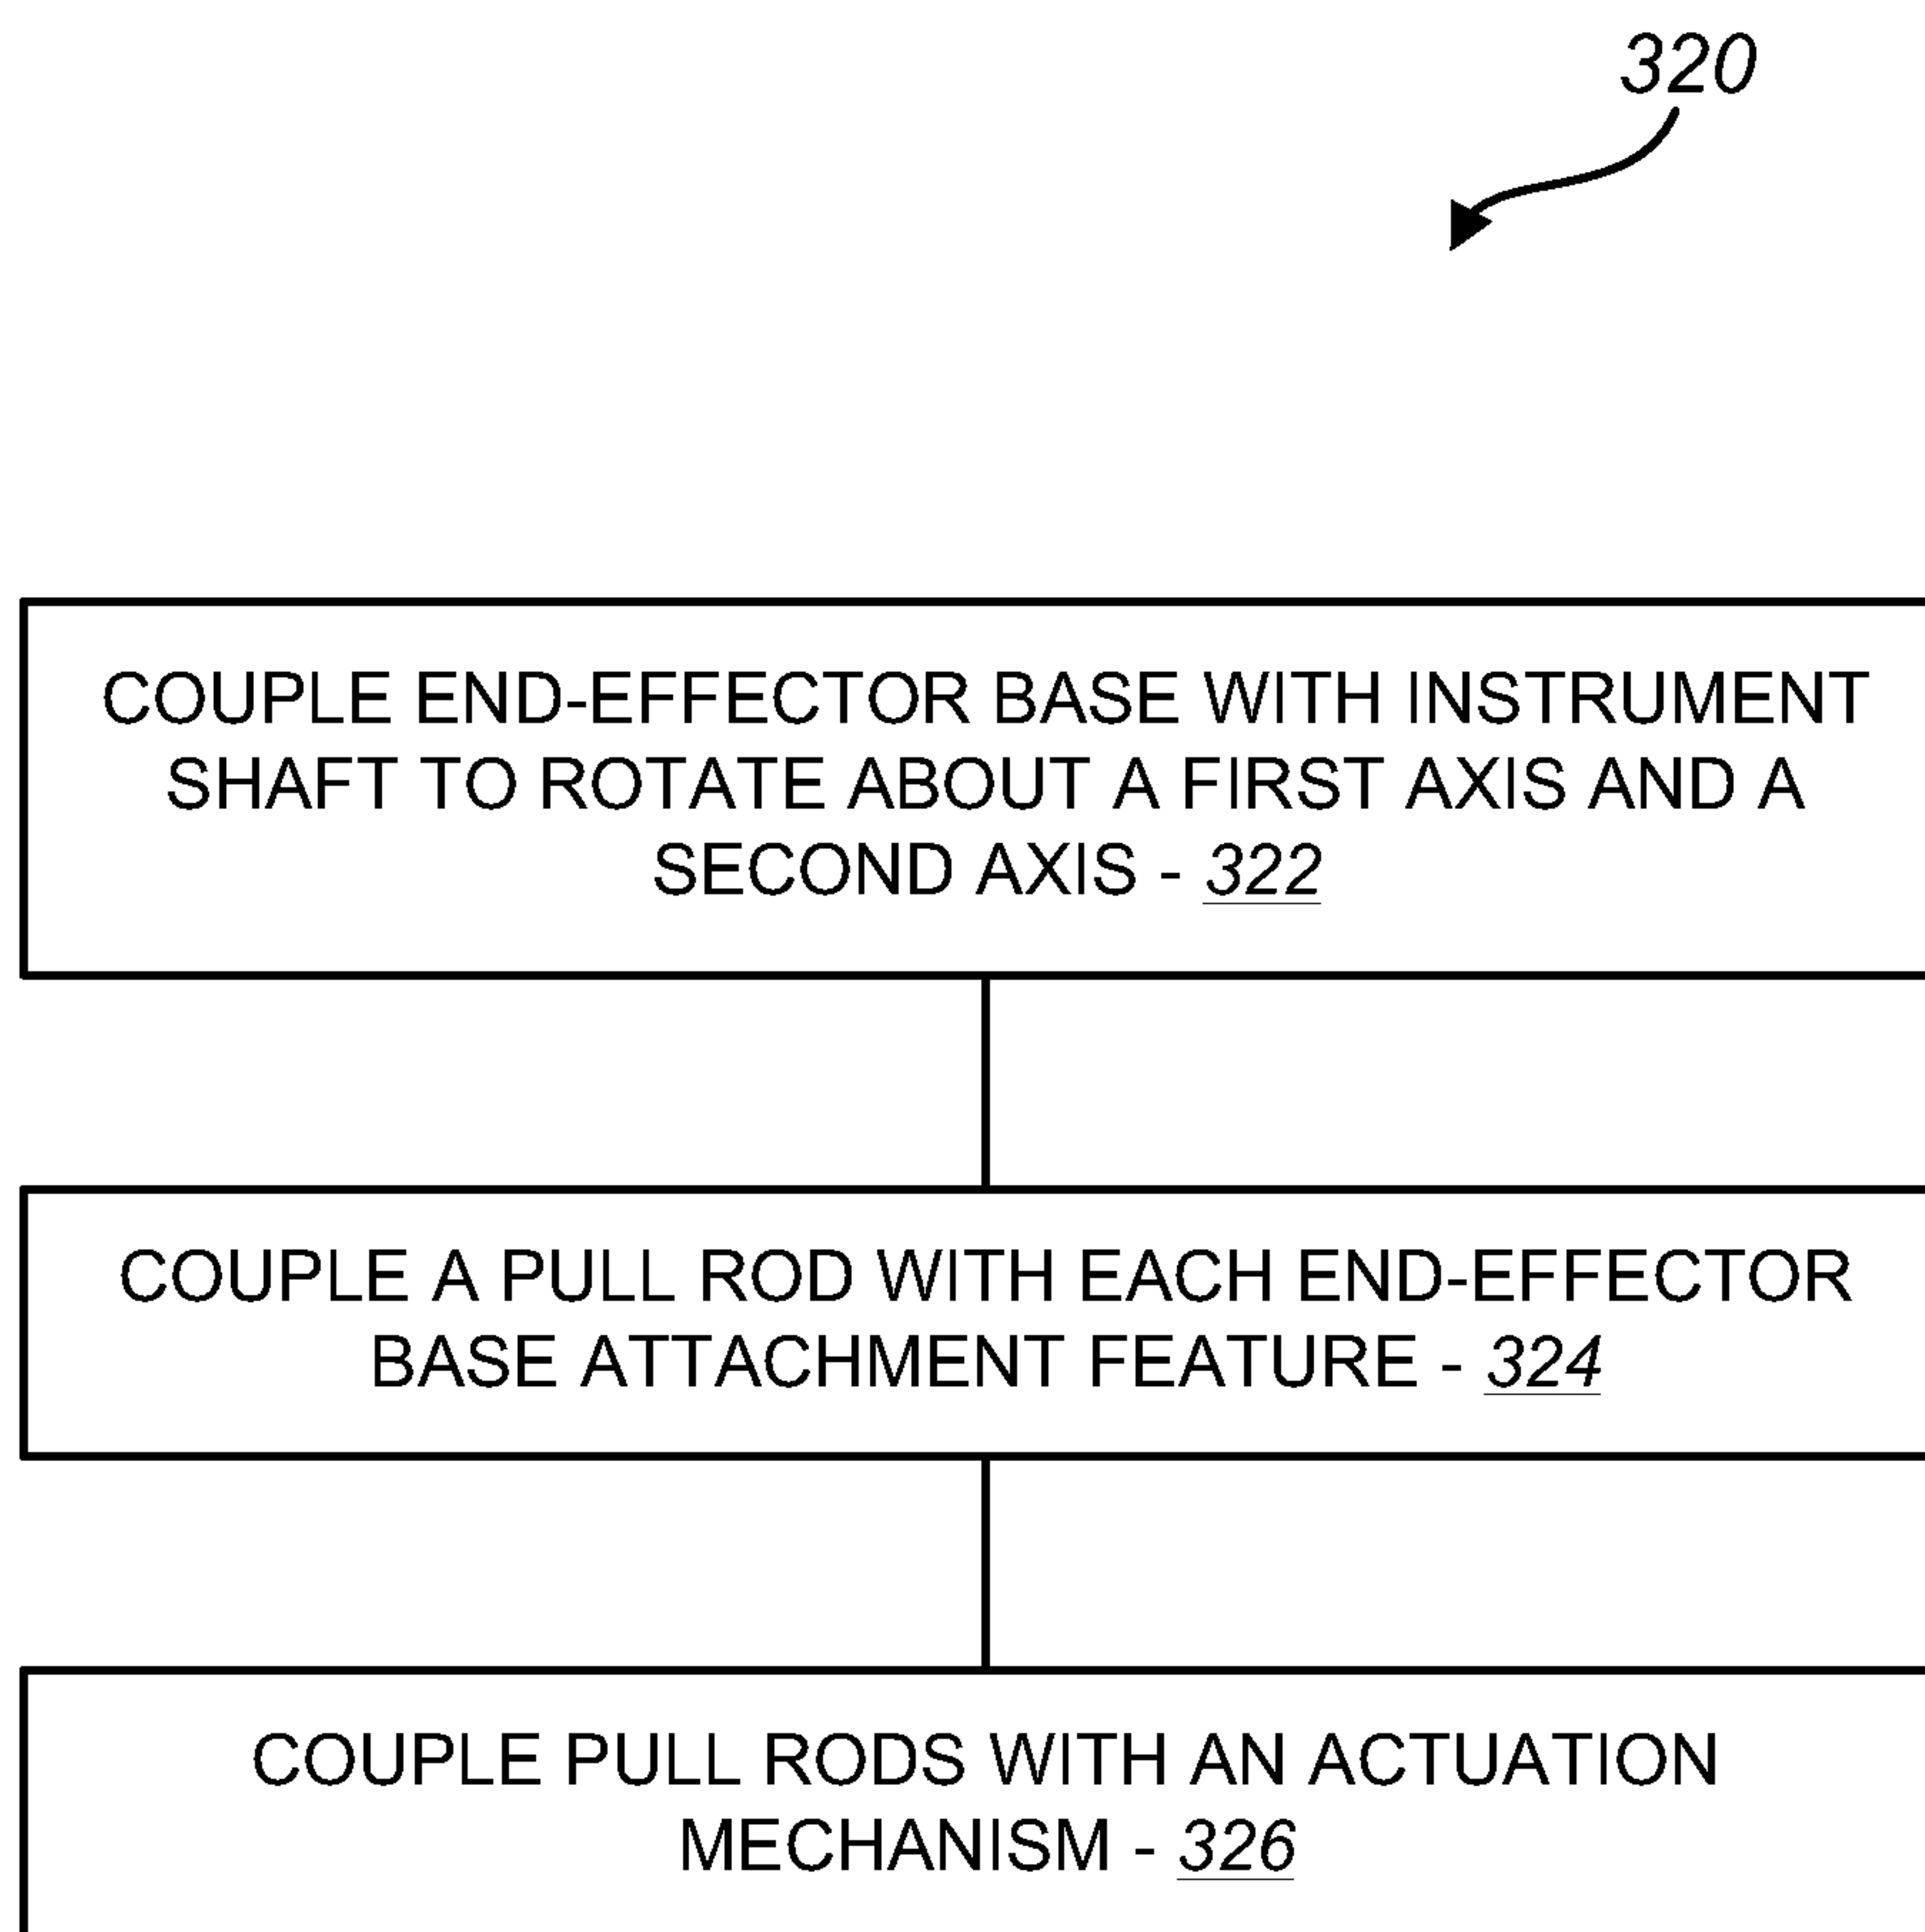 320
COUPLE END-EFFECTOR BASE WITH INSTRUMENT
SHAFT TO ROTATE ABOUT A FIRST AXIS AND A
SECOND AXIS - 322
COUPLE A PULL ROD WITH EACH END-EFFECTOR
BASE ATTACHMENT FEATURE - 324
COUPLE PULL RODS WITH AN ACTUATION
MECHANISM - 326